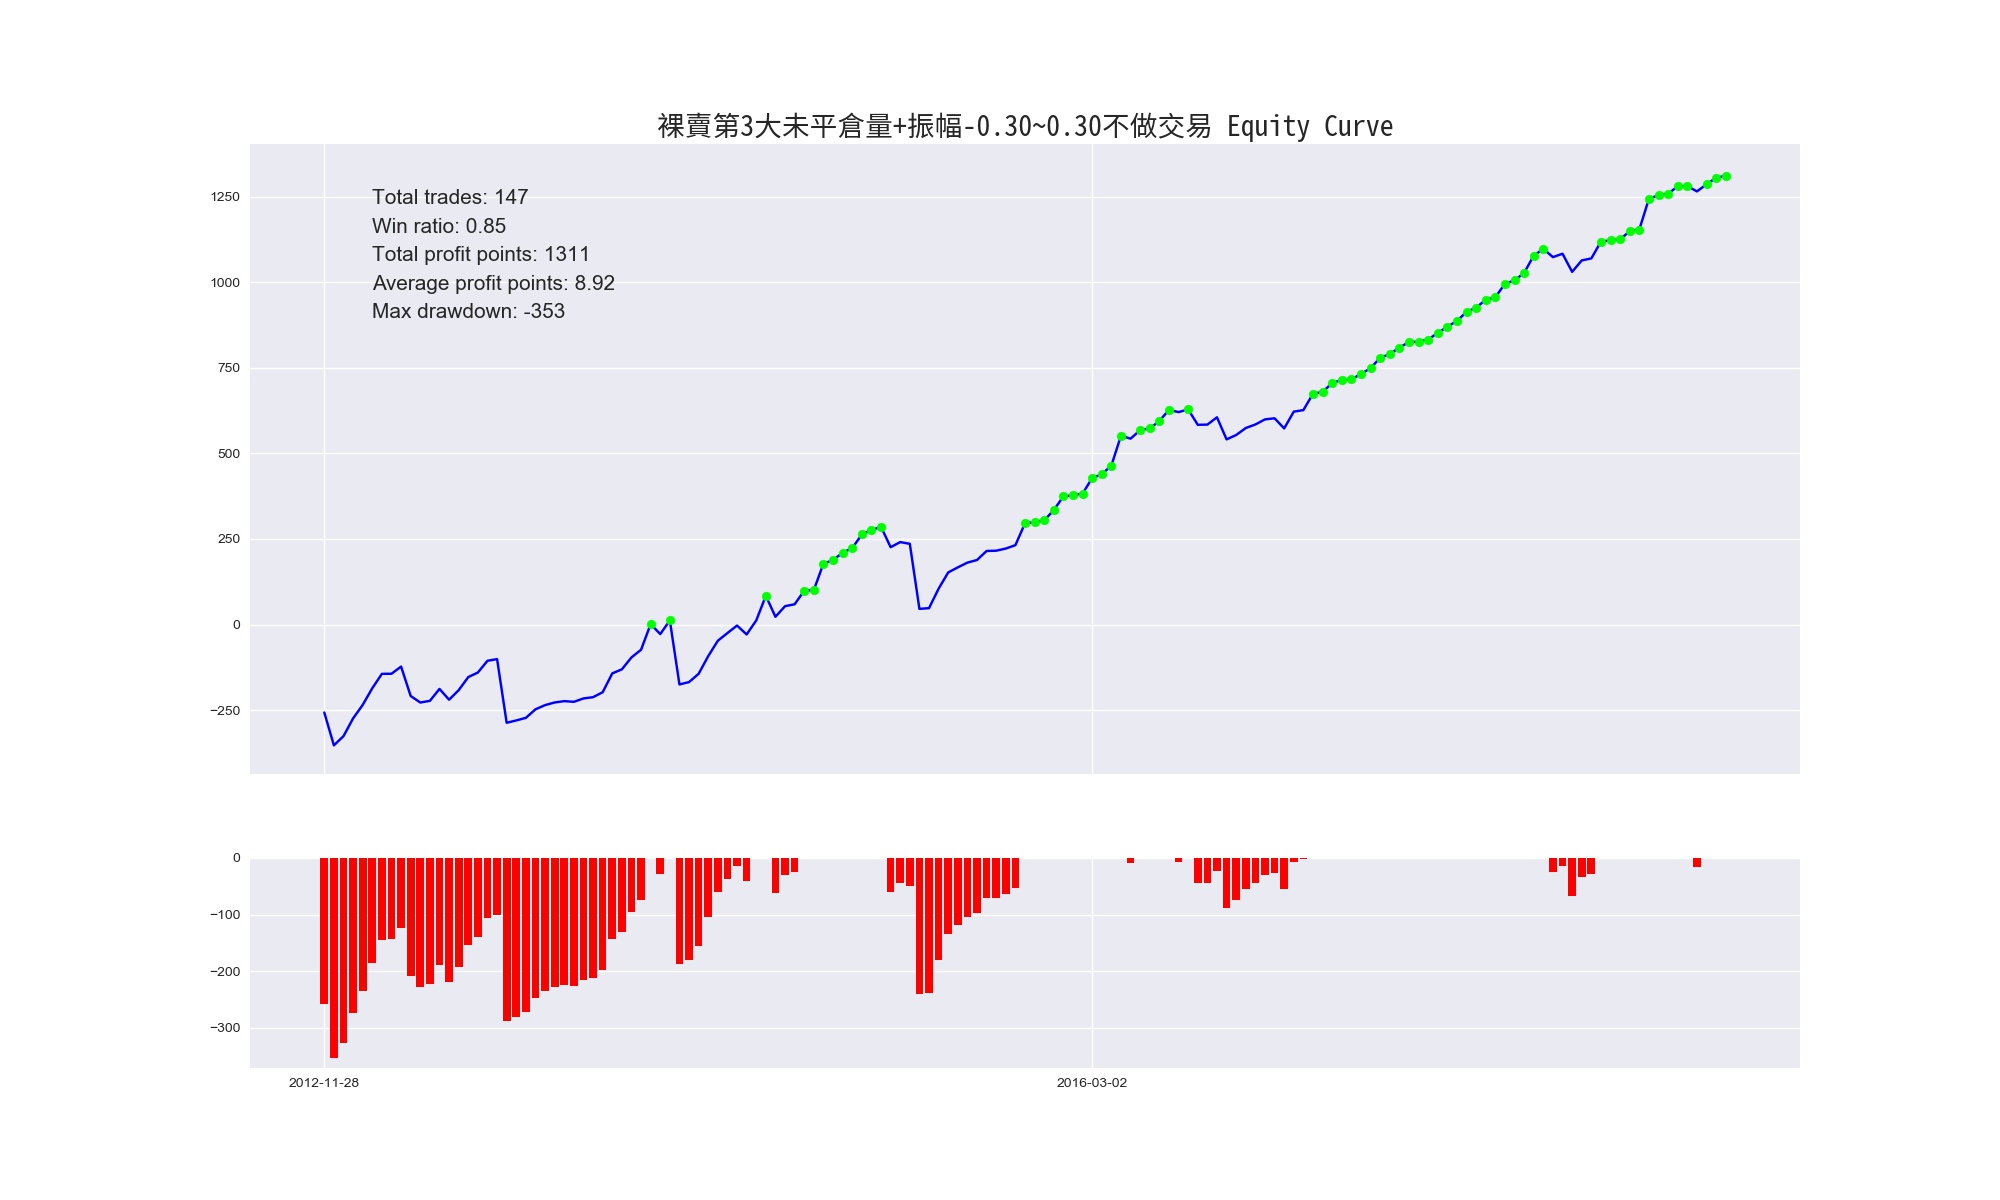 裸賣第3大未平倉量+振幅-0.30~0.30不做交易 Equity Curve
Total trades: 147
Win ratio: 0.85
Total profit points: 1311
Average profit points: 8.92
Max drawdown: -353
1250
1000
750
500
250
0
−250
0
−100
−200
−300
2012-11-28
2016-03-02